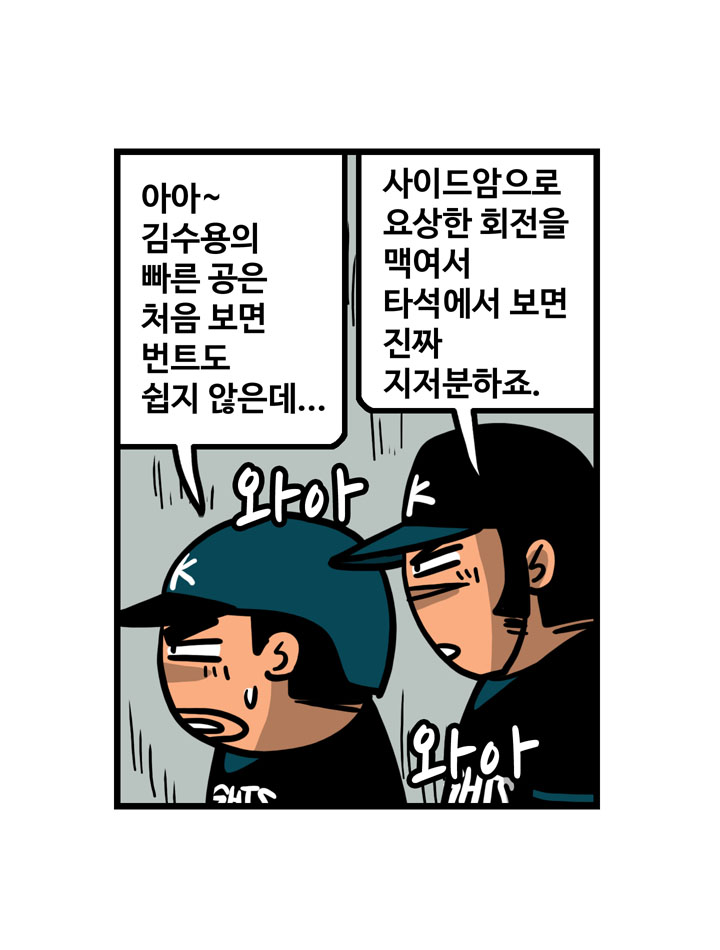 아아~
김수용의
빠른 공은
처음 보면
번트도
쉽지 않은데...
사이드암으로
요상한 회전을
맥여서
타석에서 보면
진짜
지저분하죠.
와아
K
K
와아
GHTS
IHTS